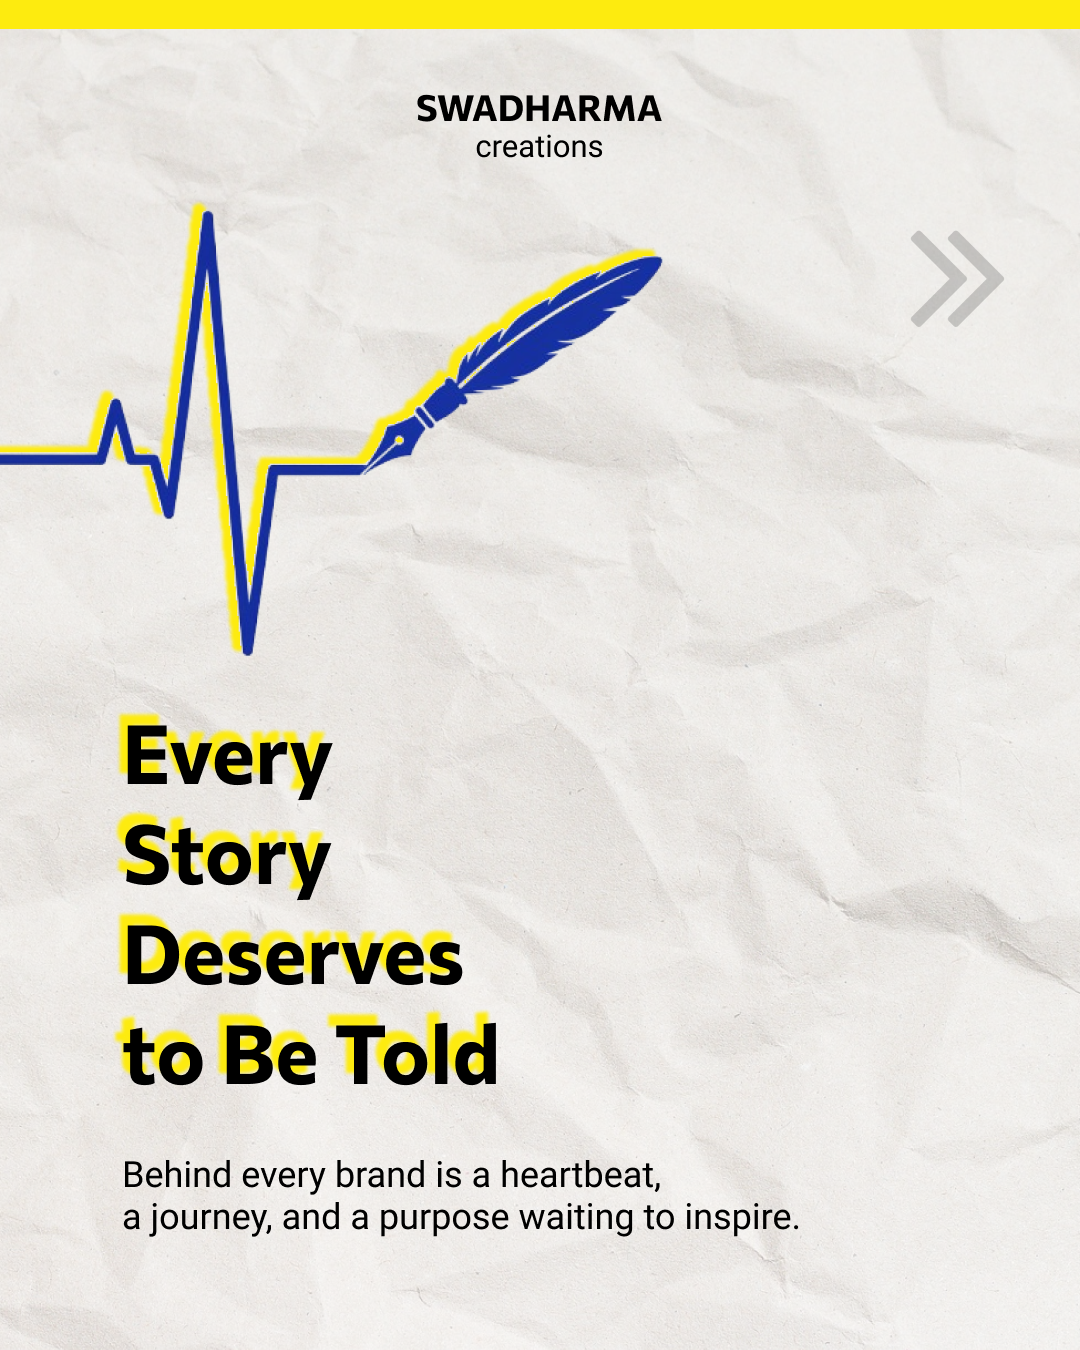 SWADHARMA
creations
Every
Story
Deserves
to Be Told
Behind every brand is a heartbeat,
a journey, and a purpose waiting to inspire.